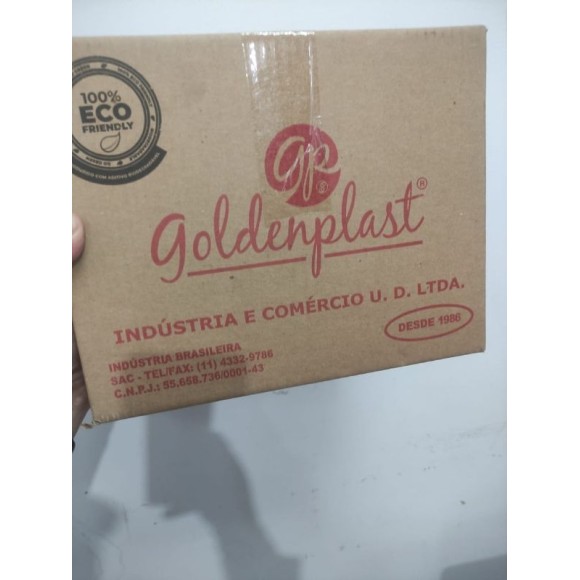 100%
ECO
FRIENDLY
gp
®
Goldenplast®
INDÚSTRIA E COMÉRCIO U. D. LTDA.
DESDE 1986
INDÚSTRIA BRASILEIRA
SAC - TEL/FAX: (11) 4332-9786
C.N.P.J.: 55.658.736/0001-43